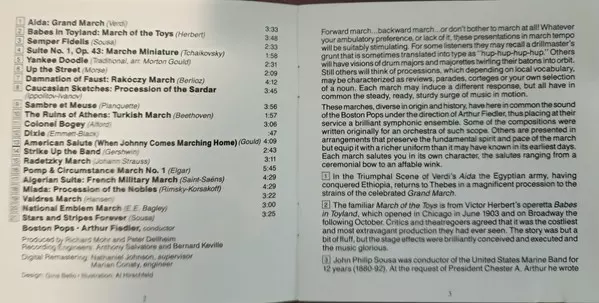 1 Aida: Grand March (Verdi) 3:33
2 Babes in Toyland: March of the Toys (Herbert) 3:48
3 Semper Fidelis (Sousa) 2:33
4 Suite No. 1, Op. 43: Marche Miniature (Tchaikovsky) 1:58
5 Yankee Doodle (Traditional, arr. Morton Gould) 2:31
6 Up the Street (Morse) 2:09
7 Damnation of Faust: Rakóczy March (Berlioz) 4:12
8 Caucasian Sketches: Procession of the Sardar 3:45
(Ippolitov-Ivanov)
Sambre et Meuse (Planquette) 3:56
The Ruins of Athens: Turkish March (Beethoven) 1:57
Colonel Bogey (Alford) 3:06
Dixie (Emmett-Black) :47
American Salute (When Johnny Comes Marching Home) (Gould) 4:09
Strike Up the Band (Gershwin) 2:43
Radetzky March (Johann Strauss) 3:11
Pomp & Circumstance March No. 1 (Elgar) 5:45
Algerian Suite: French Military March (Saint-Saëns) 4:29
Mlada: Procession of the Nobles (Rimsky-Korsakoff) 4:29
Valdres March (Hansen) 3:22
National Emblem March (E.E. Bagley) 3:00
Stars and Stripes Forever (Sousa) 3:25
Boston Pops • Arthur Fiedler, conductor
Produced by Richard Mohr and Peter Dellheim
Recording Engineers: Anthony Salvatore and Bernard Keville
Digital Remastering: Nathaniel Johnson, supervisor
Marian Conaty, engineer
Design: Gina Bello • Illustration: Al Hirschfeld
2
Forward march...backward march... or don't bother to march at all! Whatever
your ambulatory preference, or lack of it, these presentations in march tempo
will be suitably stimulating. For some listeners they may recall a drillmaster's
grunt that is sometimes translated into type as "hup-hup-hup-hup." Others
will have visions of drum majors and majorettes twirling their batons into orbit.
Still others will think of processions, which depending on local vocabulary,
may be characterized as reviews, parades, corteges or your own selection
of a noun. Each march may induce a different response, but all have in
common the steady, ready, sturdy surge of music in motion.
These marches, diverse in origin and history, have here in common the sound
of the Boston Pops under the direction of Arthur Fiedler, thus placing at their
service a brilliant symphonic ensemble. Some of the compositions were
written originally for an orchestra of such scope. Others are presented in
arrangements that preserve the fundamental spirit and pace of the march
but equip it with a richer uniform than it may have known in its earliest days.
Each march salutes you in its own character, the salutes ranging from a
ceremonial bow to an affable wink.
1 In the Triumphal Scene of Verdi's Aida the Egyptian army, having
conquered Ethiopia, returns to Thebes in a magnificent procession to the
strains of the celebrated Grand March.
2 The familiar March of the Toys is from Victor Herbert's operetta Babes
in Toyland, which opened in Chicago in June 1903 and on Broadway the
following October. Critics and theatregoers agreed that it was the costliest
and most extravagant production they had ever seen. The story was but a
bit of fluff, but the stage effects were brilliantly conceived and executed and
the music glorious.
3 John Philip Sousa was conductor of the United States Marine Band for
12 years (1880-92). At the request of President Chester A. Arthur he wrote
3